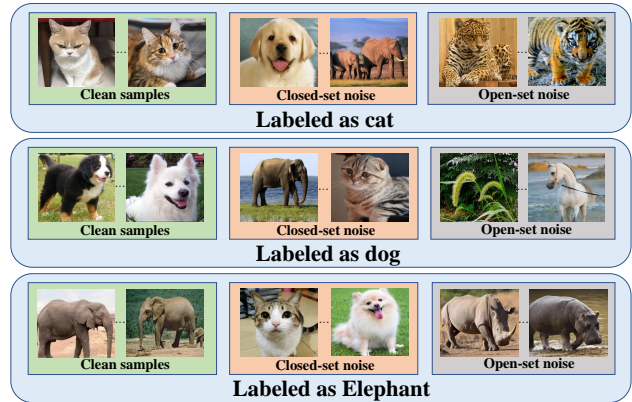 Clean samples
Closed-set noise
Open-set noise
Labeled as cat
Clean samples
Closed-set noise
Open-set noise
Labeled as dog
Clean samples
Closed-set noise
Open-set noise
Labeled as Elephant